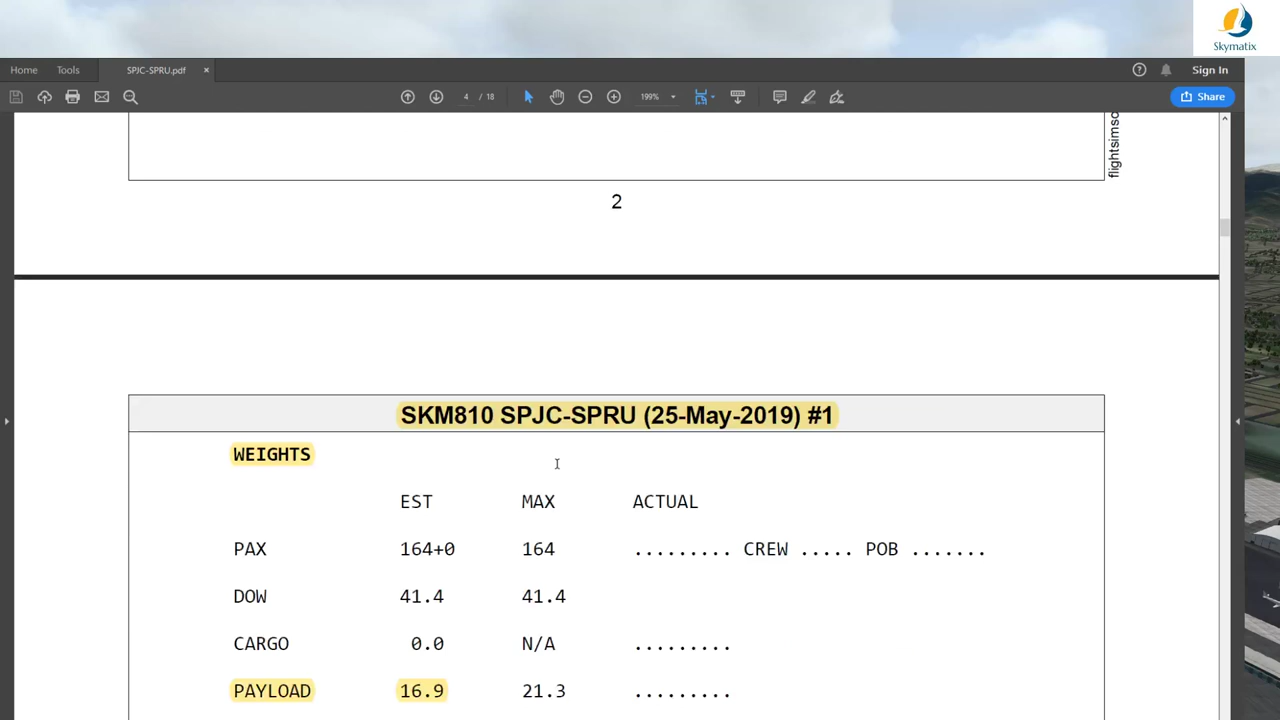 Skymatix
Home Tools SPJC-SPRU.pdf × Sign In
4 / 18 199% Share
flightsimso
2
SKM810 SPJC-SPRU (25-May-2019) #1
WEIGHTS
EST MAX ACTUAL
PAX 164+0 164 ......... CREW ..... POB .......
DOW 41.4 41.4
CARGO 0.0 N/A .........
PAYLOAD 16.9 21.3 .........